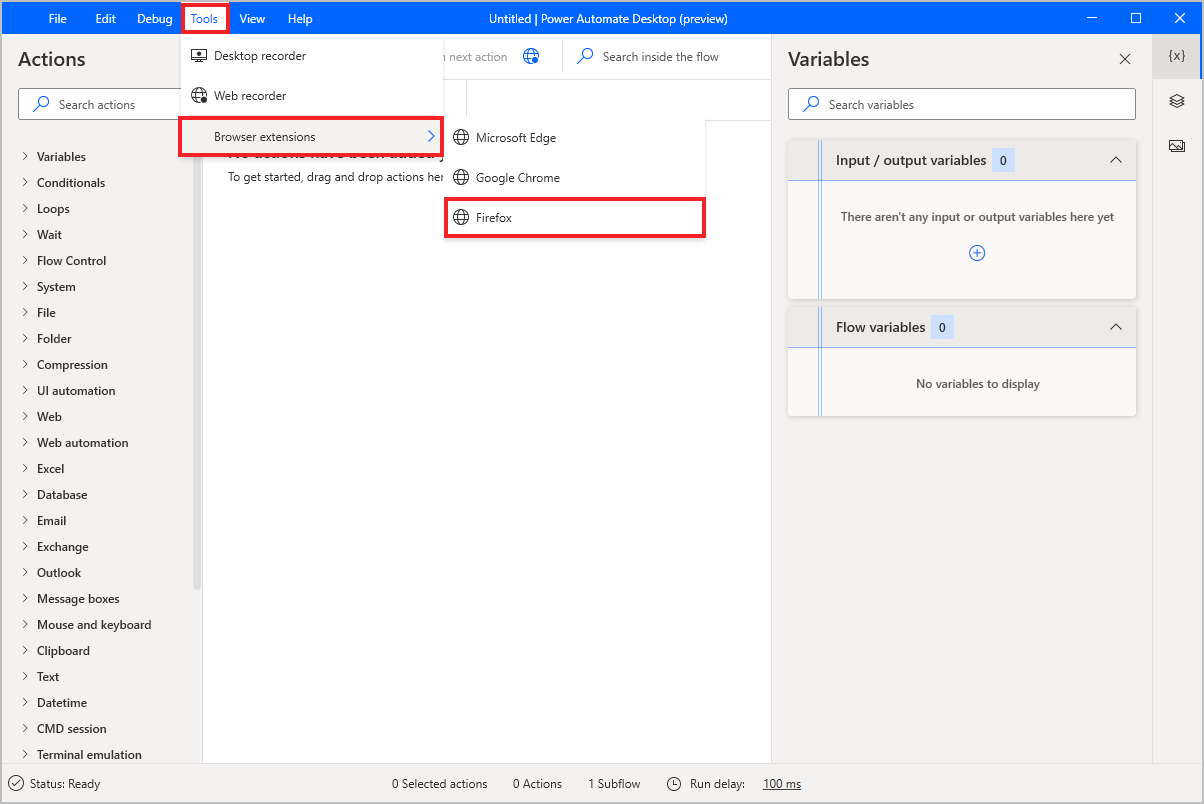 File Edit Debug Tools View Help Untitled | Power Automate Desktop (preview)
Actions
Search actions
Desktop recorder
Web recorder
Browser extensions
Microsoft Edge
Google Chrome
Firefox
next action
Search inside the flow
To get started, drag and drop actions her
Variables
Conditionals
Loops
Wait
Flow Control
System
File
Folder
Compression
UI automation
Web
Web automation
Excel
Database
Email
Exchange
Outlook
Message boxes
Mouse and keyboard
Clipboard
Text
Datetime
CMD session
Terminal emulation
Variables
{x}
Search variables
Input / output variables 0
There aren't any input or output variables here yet
Flow variables 0
No variables to display
Status: Ready 0 Selected actions 0 Actions 1 Subflow Run delay: 100 ms